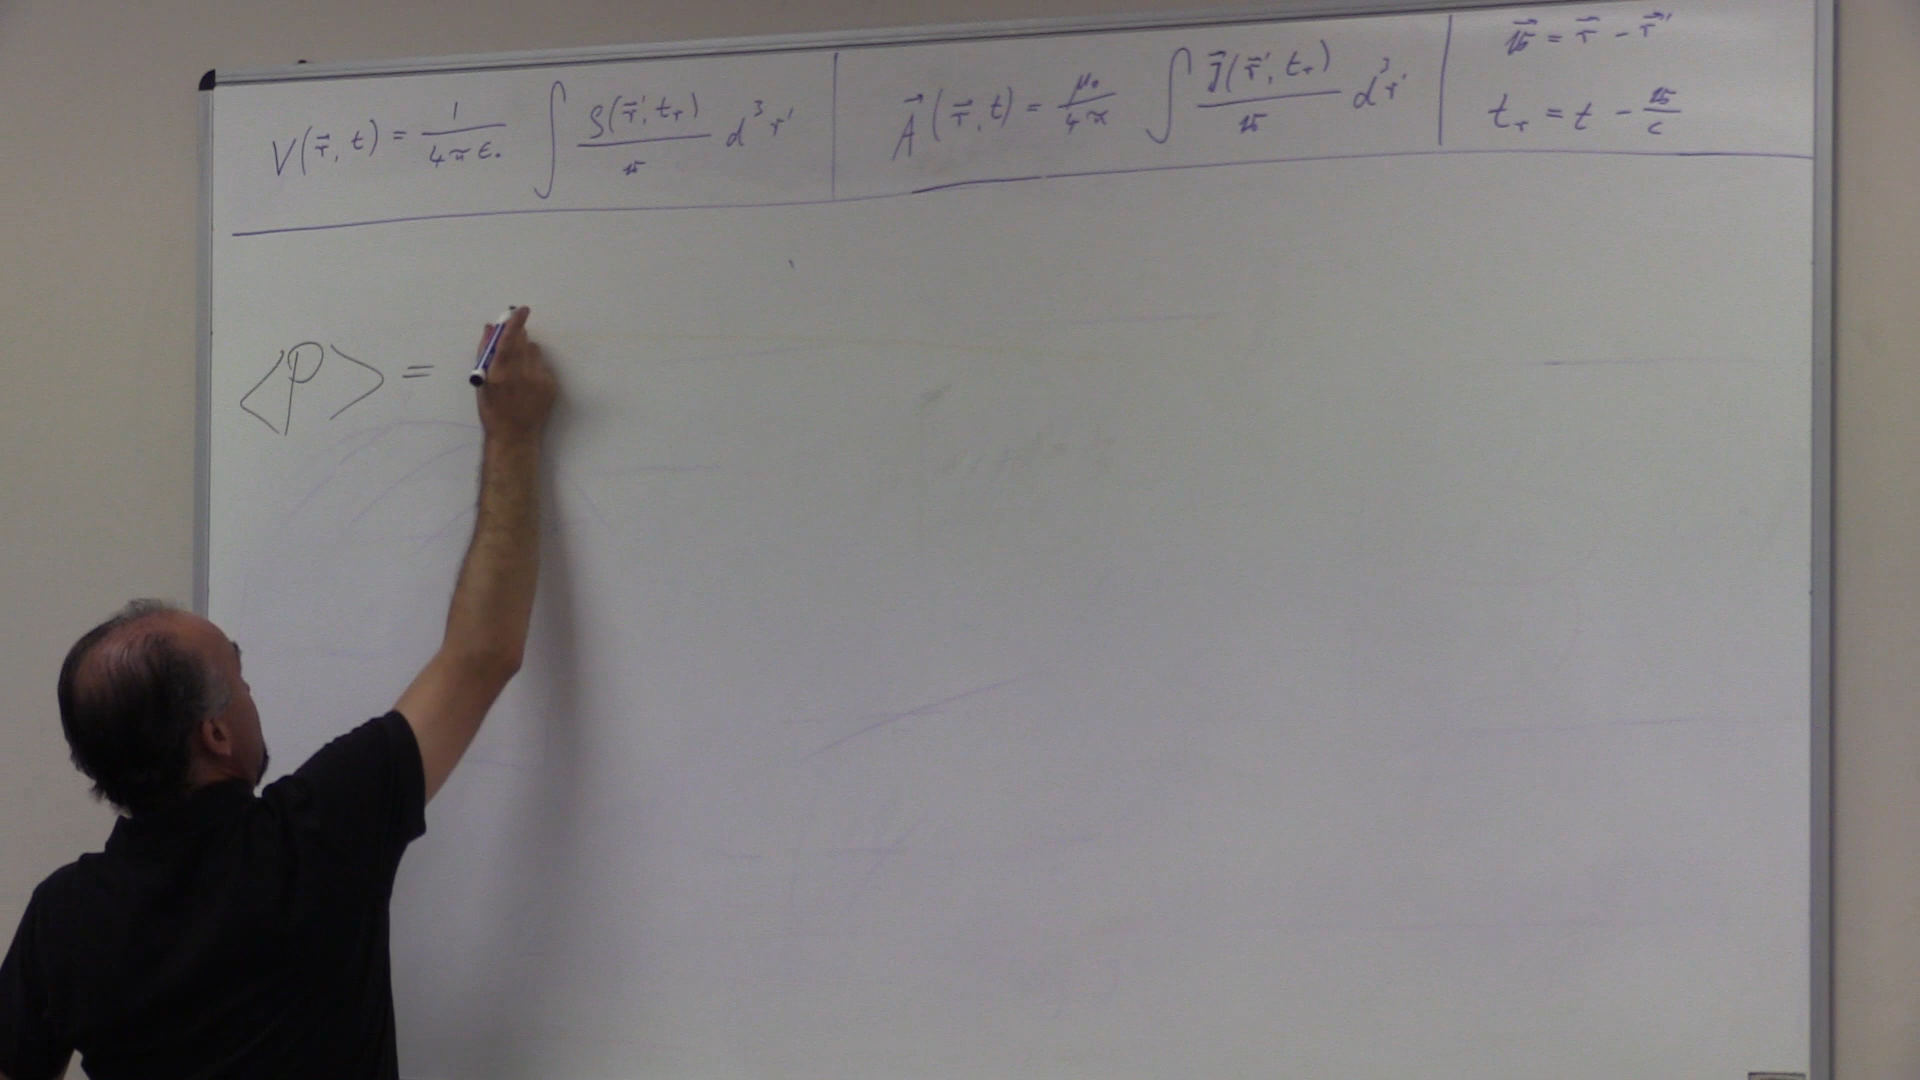 V(r⃗, t) = 1/(4πε₀) ∫ ρ(r⃗', tᵣ)/𝓇 d³r'
A⃗(r⃗, t) = μ₀/(4π) ∫ J⃗(r⃗', tᵣ)/𝓇 d³r'
𝓇⃗ = r⃗ - r⃗'
tᵣ = t - 𝓇/c
⟨P⟩ =